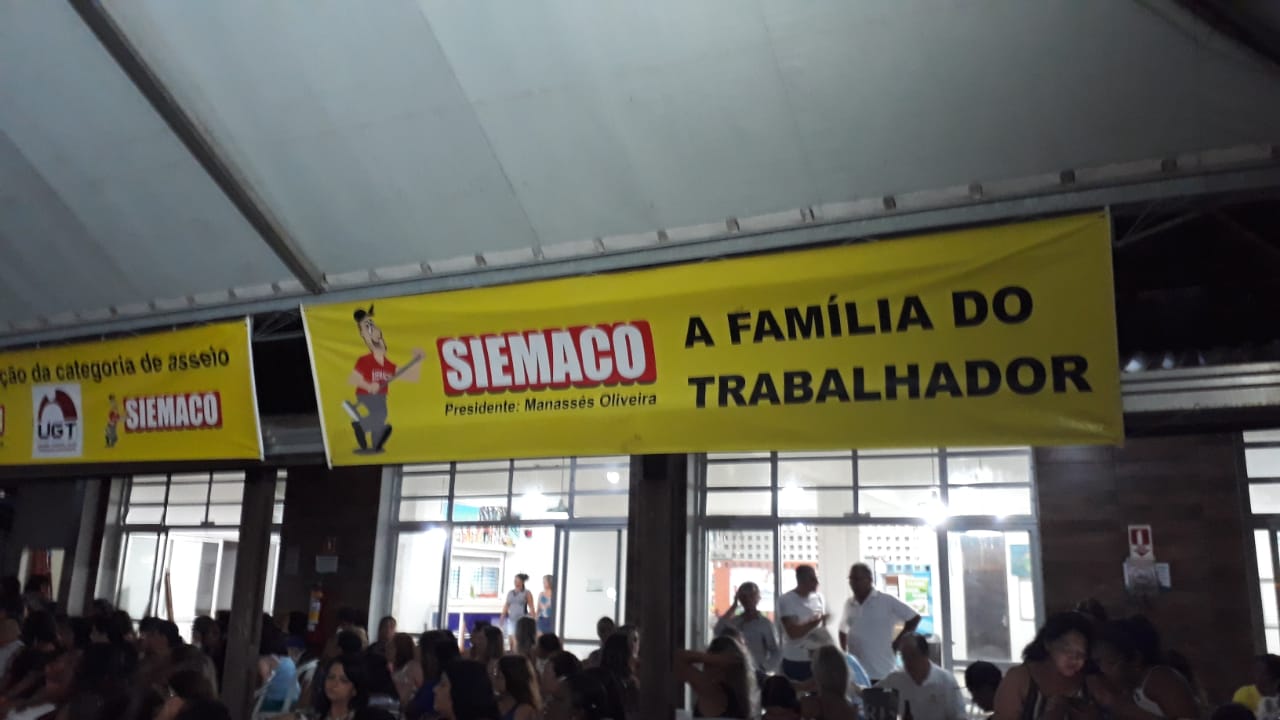 ção da categoria de asseio
UGT
SIEMACO
SIEMACO
Presidente: Manassés Oliveira
A FAMÍLIA DO
TRABALHADOR